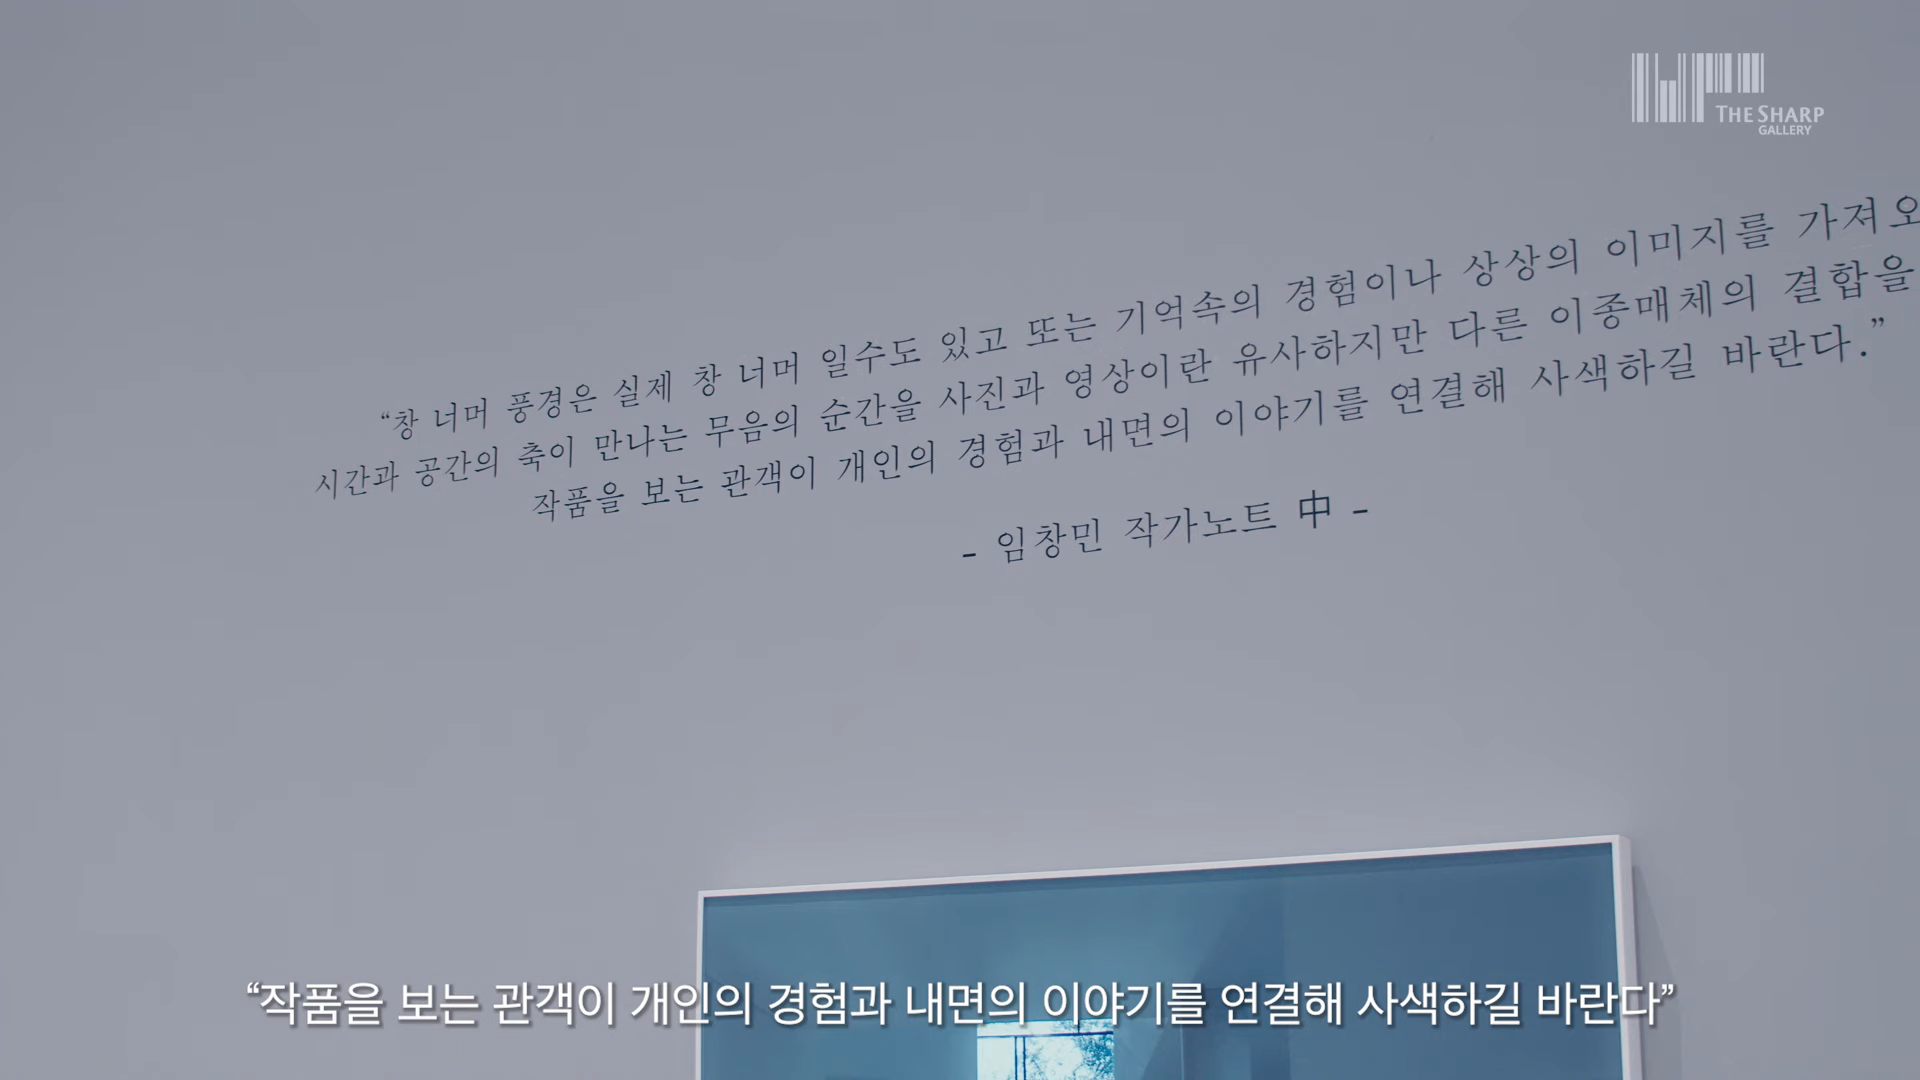 THE SHARP
GALLERY
“창 너머 풍경은 실제 창 너머 일수도 있고 또는 기억속의 경험이나 상상의 이미지를 가져오
시간과 공간의 축이 만나는 무음의 순간을 사진과 영상이란 유사하지만 다른 이종매체의 결합을
작품을 보는 관객이 개인의 경험과 내면의 이야기를 연결해 사색하길 바란다.”
- 임창민 작가노트 中 -
“작품을 보는 관객이 개인의 경험과 내면의 이야기를 연결해 사색하길 바란다”